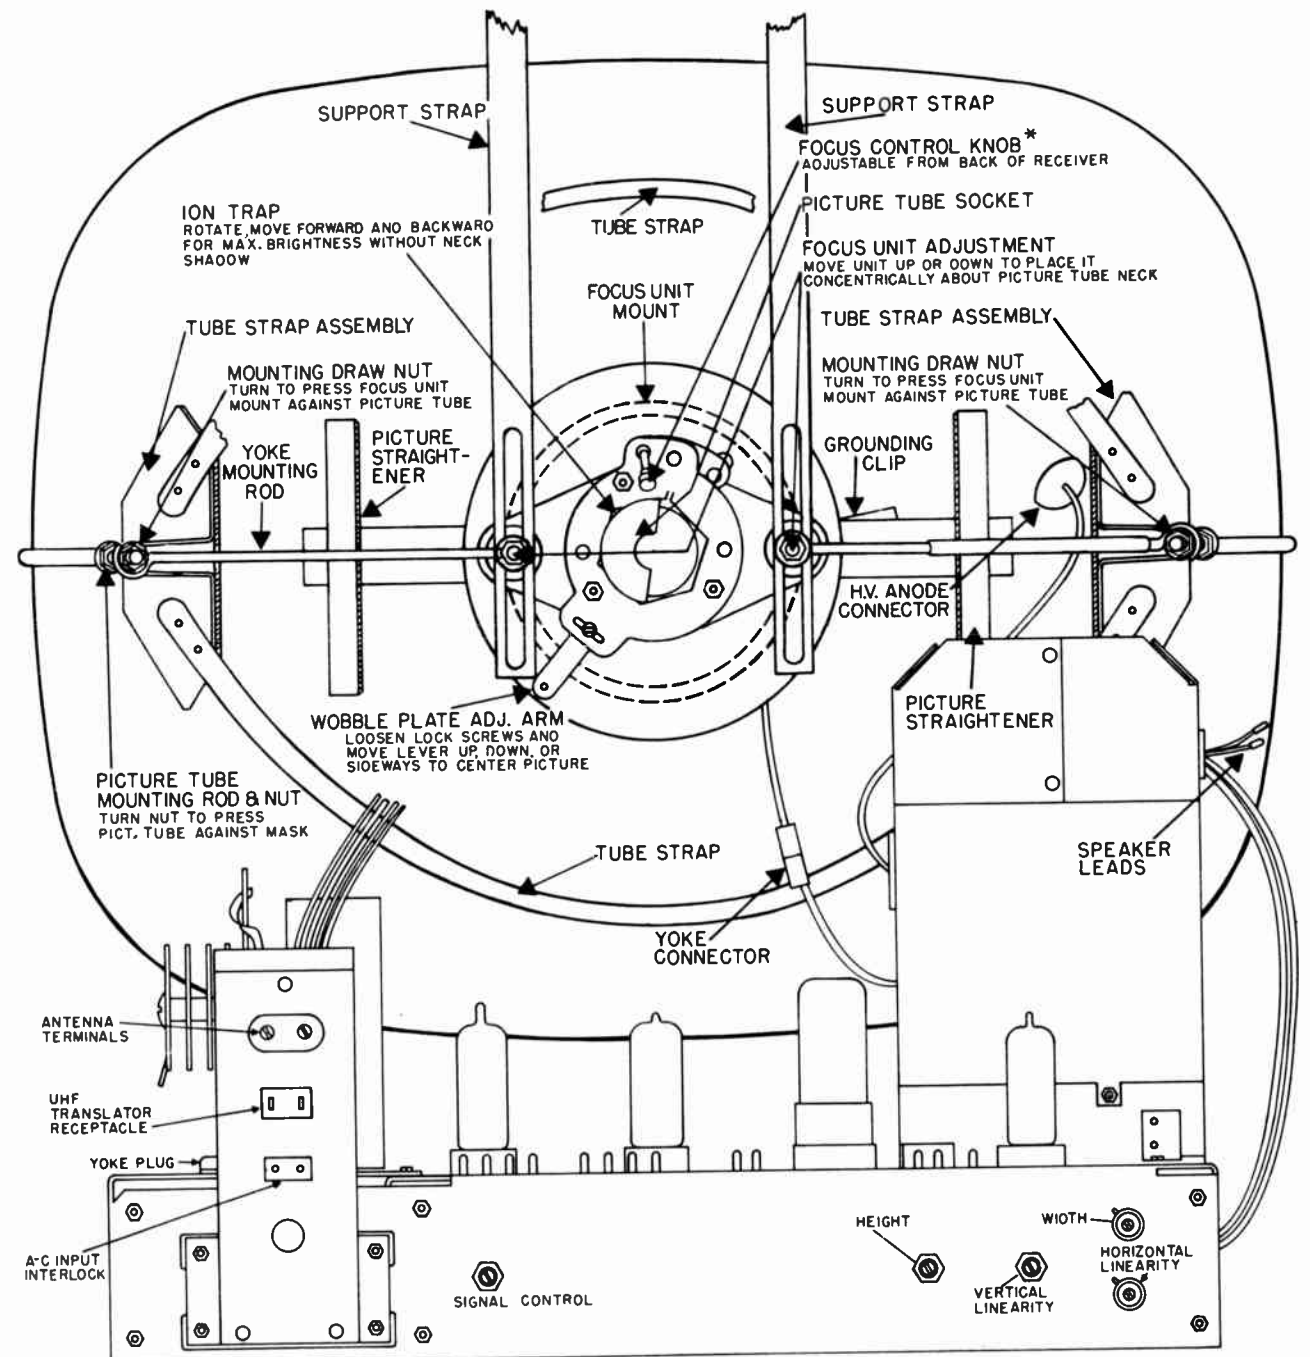 SUPPORT STRAP
SUPPORT STRAP
FOCUS CONTROL KNOB*
ADJUSTABLE FROM BACK OF RECEIVER
ION TRAP
ROTATE, MOVE FORWARD AND BACKWARD
FOR MAX. BRIGHTNESS WITHOUT NECK
SHADOW
TUBE STRAP
PICTURE TUBE SOCKET
FOCUS UNIT ADJUSTMENT
MOVE UNIT UP OR DOWN TO PLACE IT
CONCENTRICALLY ABOUT PICTURE TUBE NECK
FOCUS UNIT
MOUNT
TUBE STRAP ASSEMBLY
TUBE STRAP ASSEMBLY
MOUNTING DRAW NUT
TURN TO PRESS FOCUS UNIT
MOUNT AGAINST PICTURE TUBE
MOUNTING DRAW NUT
TURN TO PRESS FOCUS UNIT
MOUNT AGAINST PICTURE TUBE
YOKE
MOUNTING
ROD
PICTURE
STRAIGHT-
ENER
GROUNDING
CLIP
H.V. ANODE
CONNECTOR
WOBBLE PLATE ADJ. ARM
LOOSEN LOCK SCREWS AND
MOVE LEVER UP, DOWN, OR
SIDEWAYS TO CENTER PICTURE
PICTURE
STRAIGHTENER
PICTURE TUBE
MOUNTING ROD & NUT
TURN NUT TO PRESS
PICT. TUBE AGAINST MASK
TUBE STRAP
SPEAKER
LEADS
YOKE
CONNECTOR
ANTENNA
TERMINALS
UHF
TRANSLATOR
RECEPTACLE
YOKE PLUG
A-C INPUT
INTERLOCK
SIGNAL CONTROL
HEIGHT
VERTICAL
LINEARITY
WIDTH
HORIZONTAL
LINEARITY